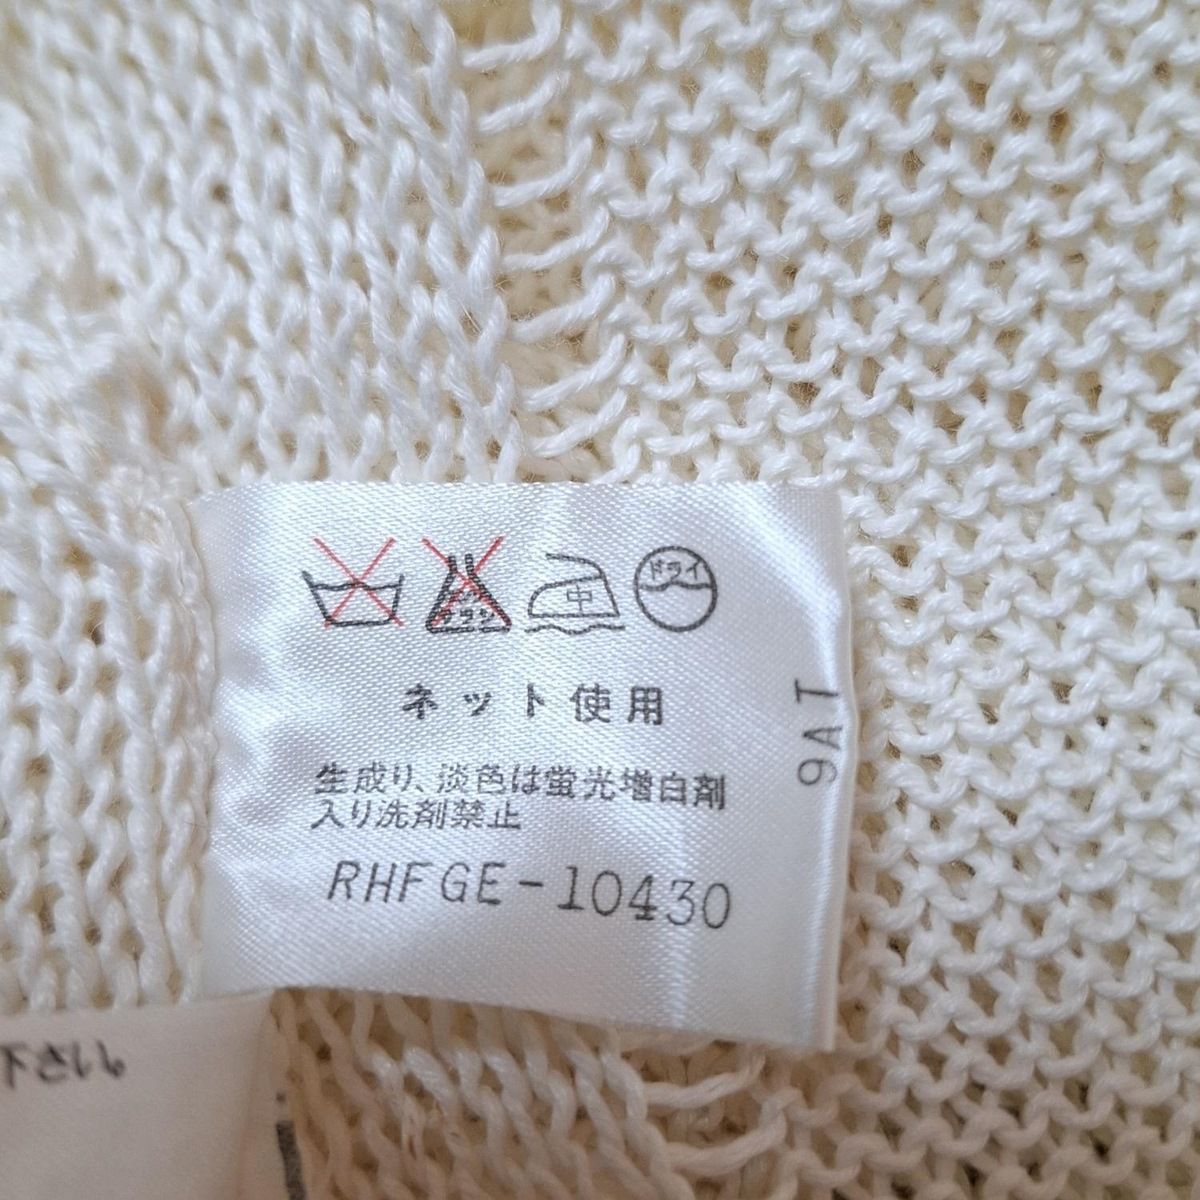 中 ドライ
ネット使用
生成り、淡色は蛍光増白剤
入り洗剤禁止
RHFGE-10430
9AT
下さい